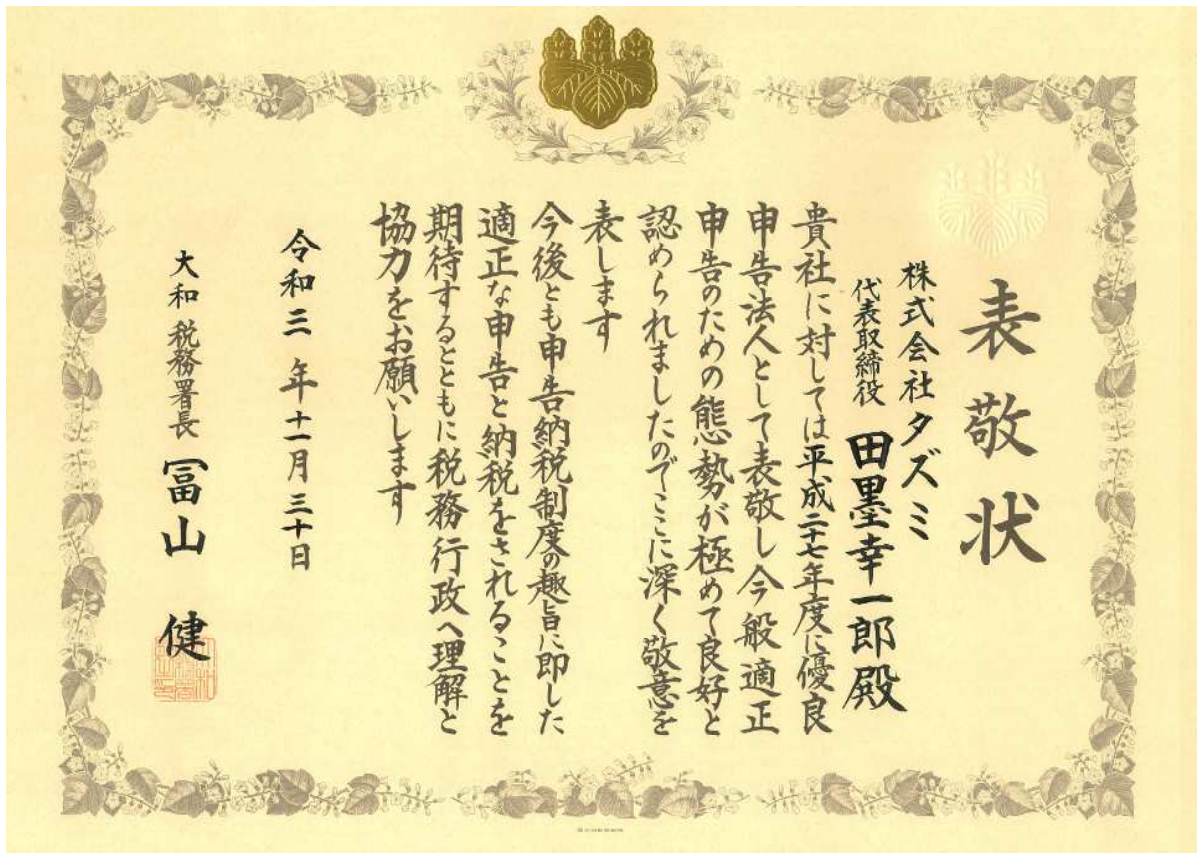 表敬状
株式会社タズミ
代表取締役 田墨幸一郎殿
貴社に対しては平成二十七年度に優良
申告法人として表敬し今般適正
申告のための態勢が極めて良好と
認められましたのでここに深く敬意を
表します
今後とも申告納税制度の趣旨に即した
適正な申告と納税をされることを
期待するとともに税務行政へ理解と
協力をお願いします
令和三年十一月三十日
大和税務署長 冨山 健